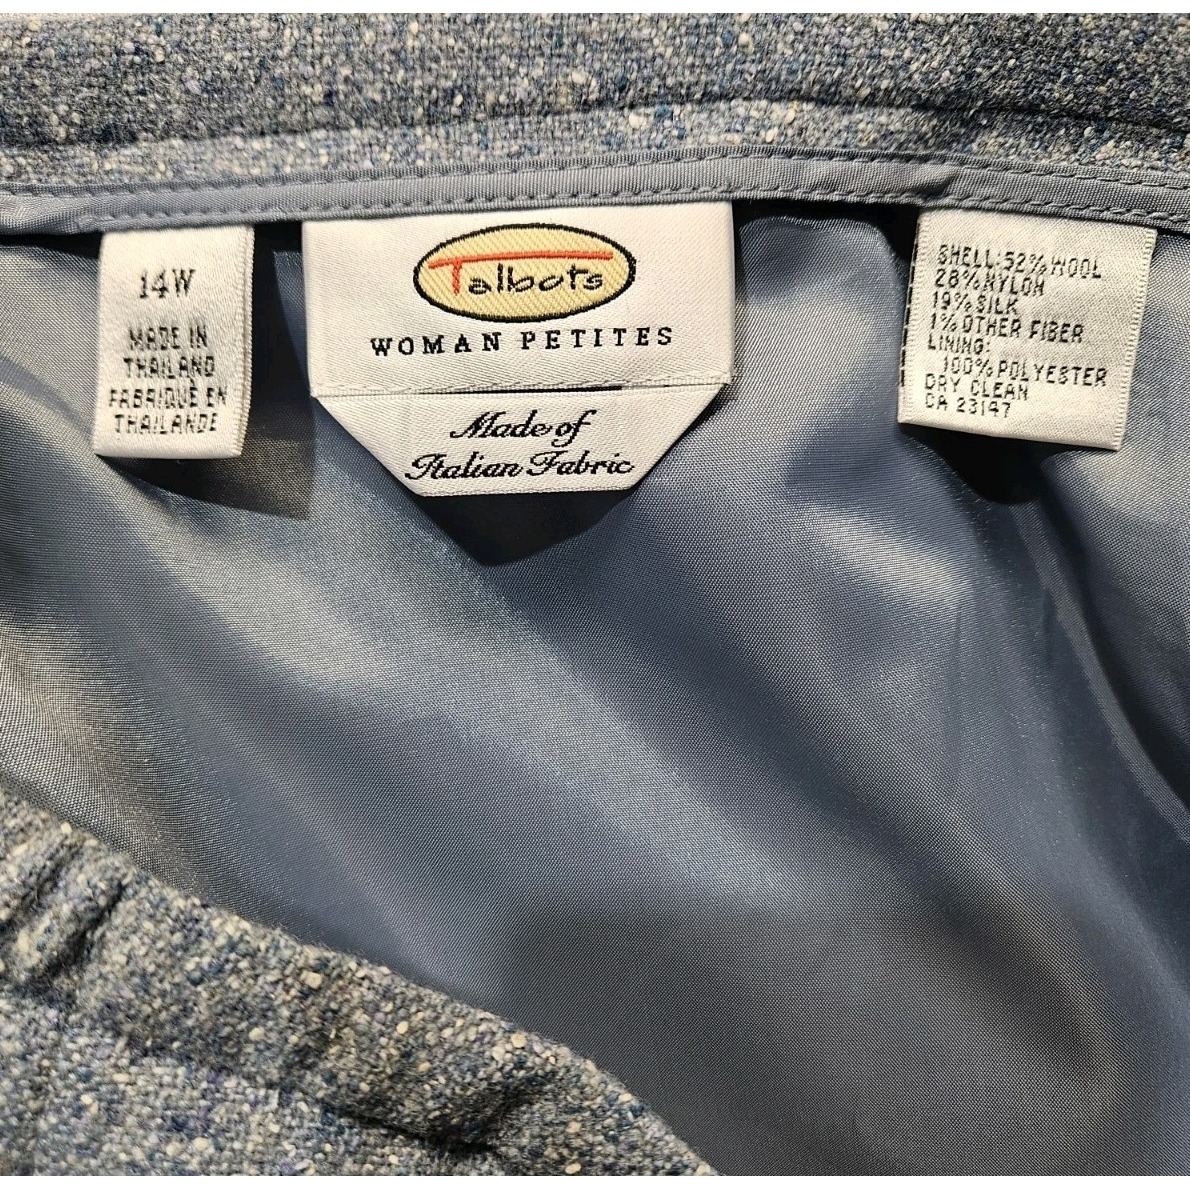 14W
MADE IN
THAILAND
FABRIQUÉ EN
THAILANDE
Talbots
WOMAN PETITES
Made of
Italian Fabric
SHELL:52%WOOL
28%NYLON
19%SILK
1%OTHER FIBER
LINING:
100%POLYESTER
DRY CLEAN
CA 23147